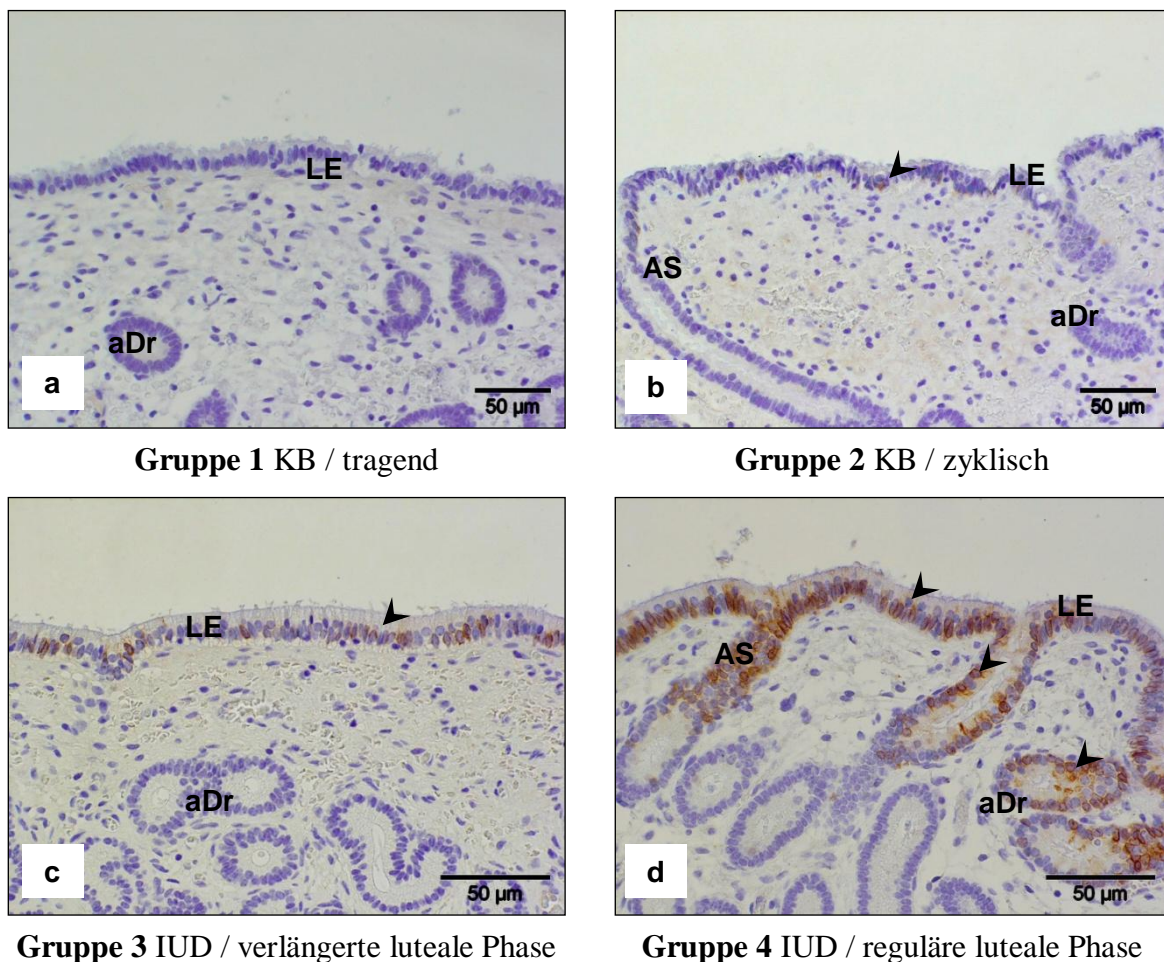 LE
aDr
a
50 µm
LE
AS
aDr
b
50 µm
Gruppe 1 KB / tragend
Gruppe 2 KB / zyklisch
LE
aDr
c
50 µm
LE
AS
aDr
d
50 µm
Gruppe 3 IUD / verlängerte luteale Phase
Gruppe 4 IUD / reguläre luteale Phase